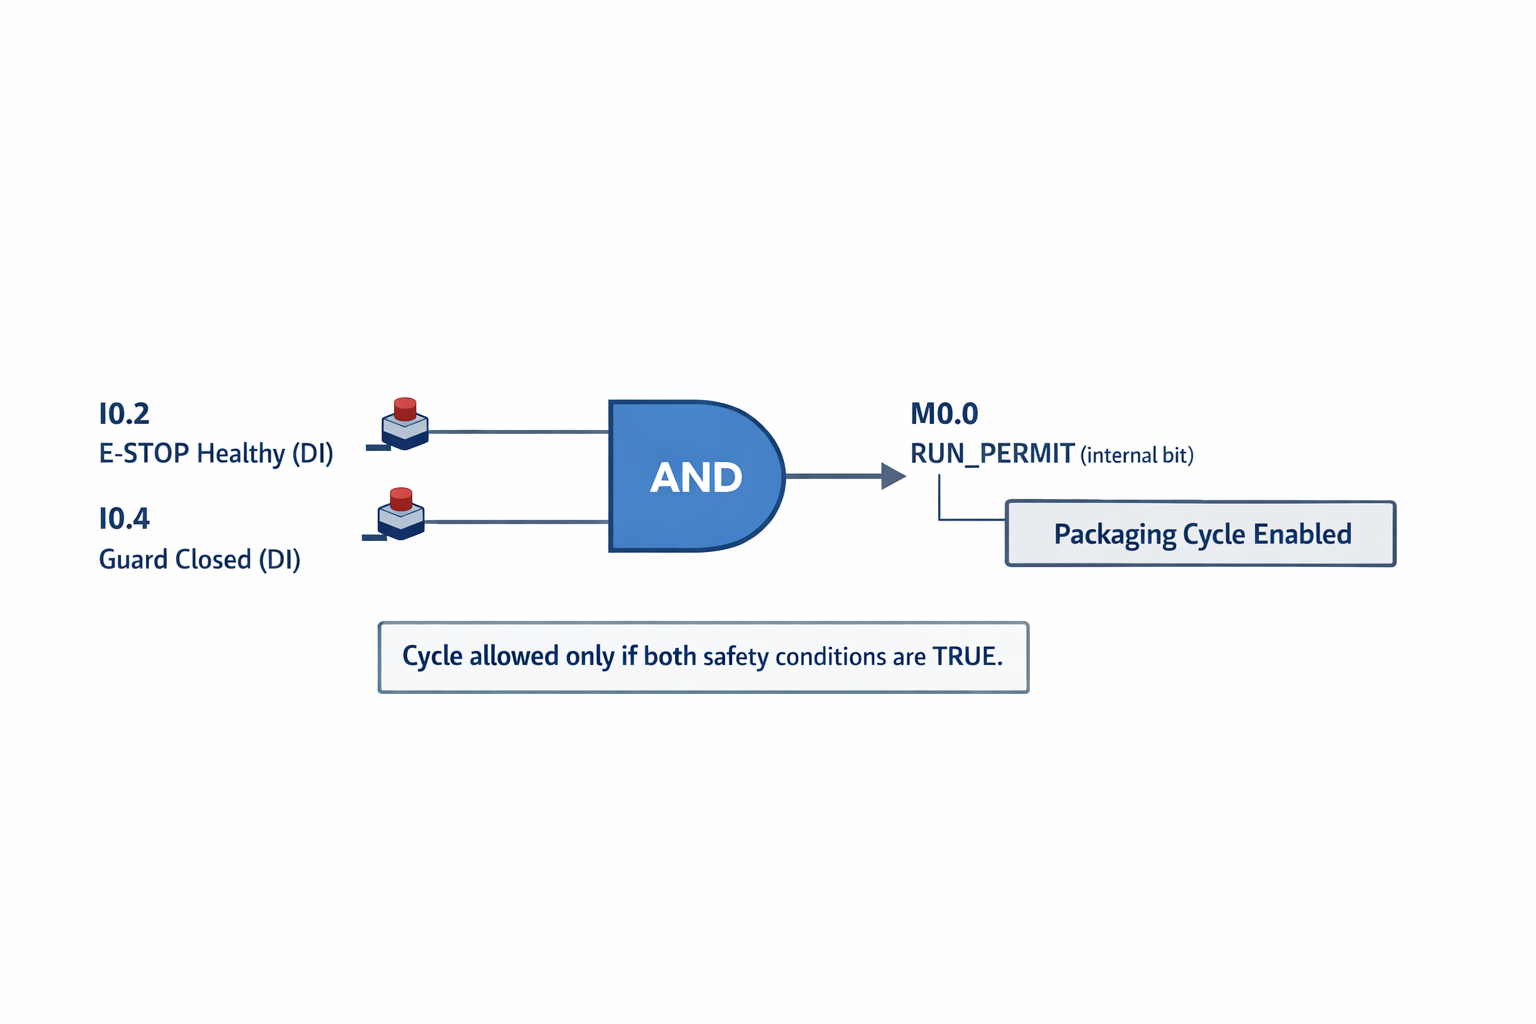 I0.2
E-STOP Healthy (DI)
I0.4
Guard Closed (DI)
AND
M0.0
RUN_PERMIT (internal bit)
Packaging Cycle Enabled
Cycle allowed only if both safety conditions are TRUE.